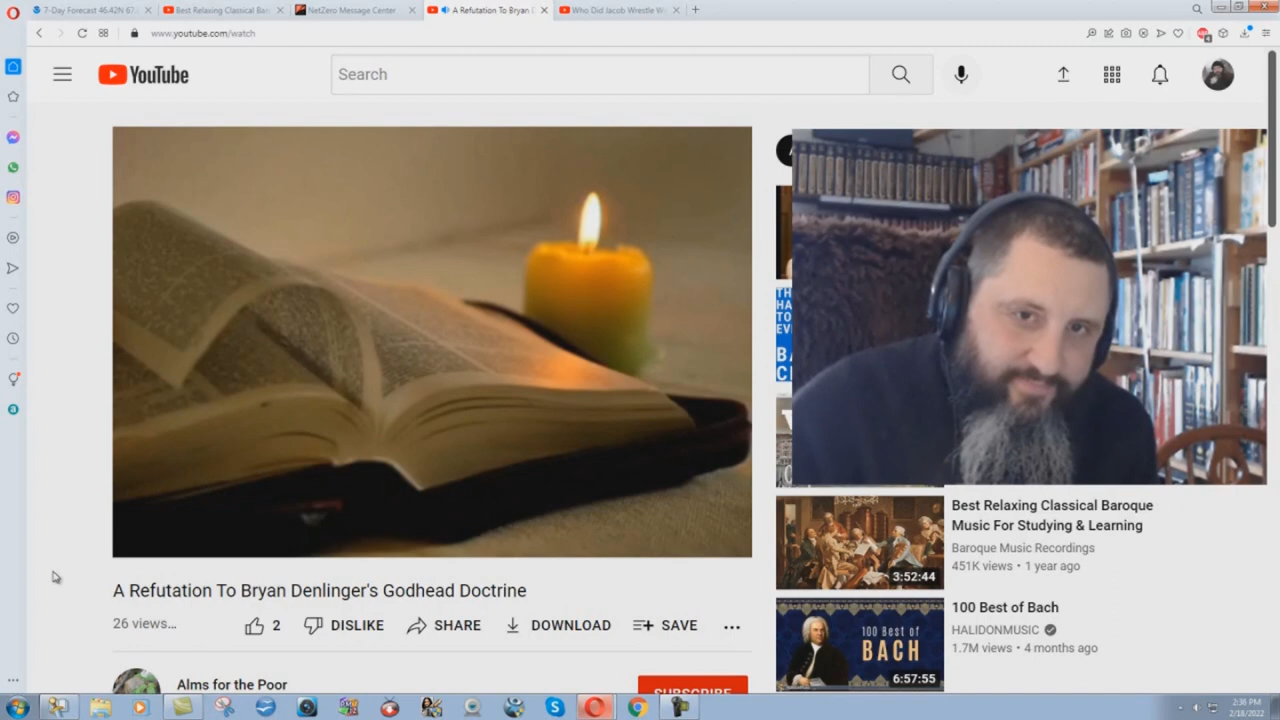 7-Day Forecast 46.42N 67.
Best Relaxing Classical Bar
NetZero Message Center
A Refutation To Bryan D
Who Did Jacob Wrestle W
www.youtube.com/watch
YouTube
Search
Best Relaxing Classical Baroque
Music For Studying & Learning
Baroque Music Recordings
451K views • 1 year ago
3:52:44
100 Best of Bach
HALIDONMUSIC
1.7M views • 4 months ago
100 Best of
BACH
6:57:55
A Refutation To Bryan Denlinger's Godhead Doctrine
26 views...
2
DISLIKE
SHARE
DOWNLOAD
SAVE
Alms for the Poor
SUBSCRIBE
2:36 PM
2/18/2022